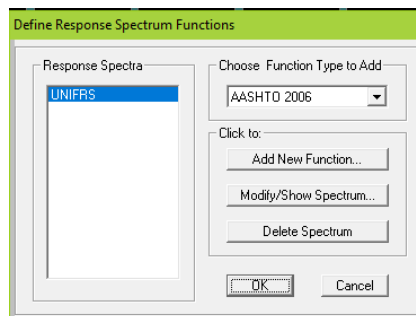 Define Response Spectrum Functions
Response Spectra
UNIFRS
Choose Function Type to Add
AASHTO 2006
Click to:
Add New Function...
Modify/Show Spectrum...
Delete Spectrum
OK
Cancel